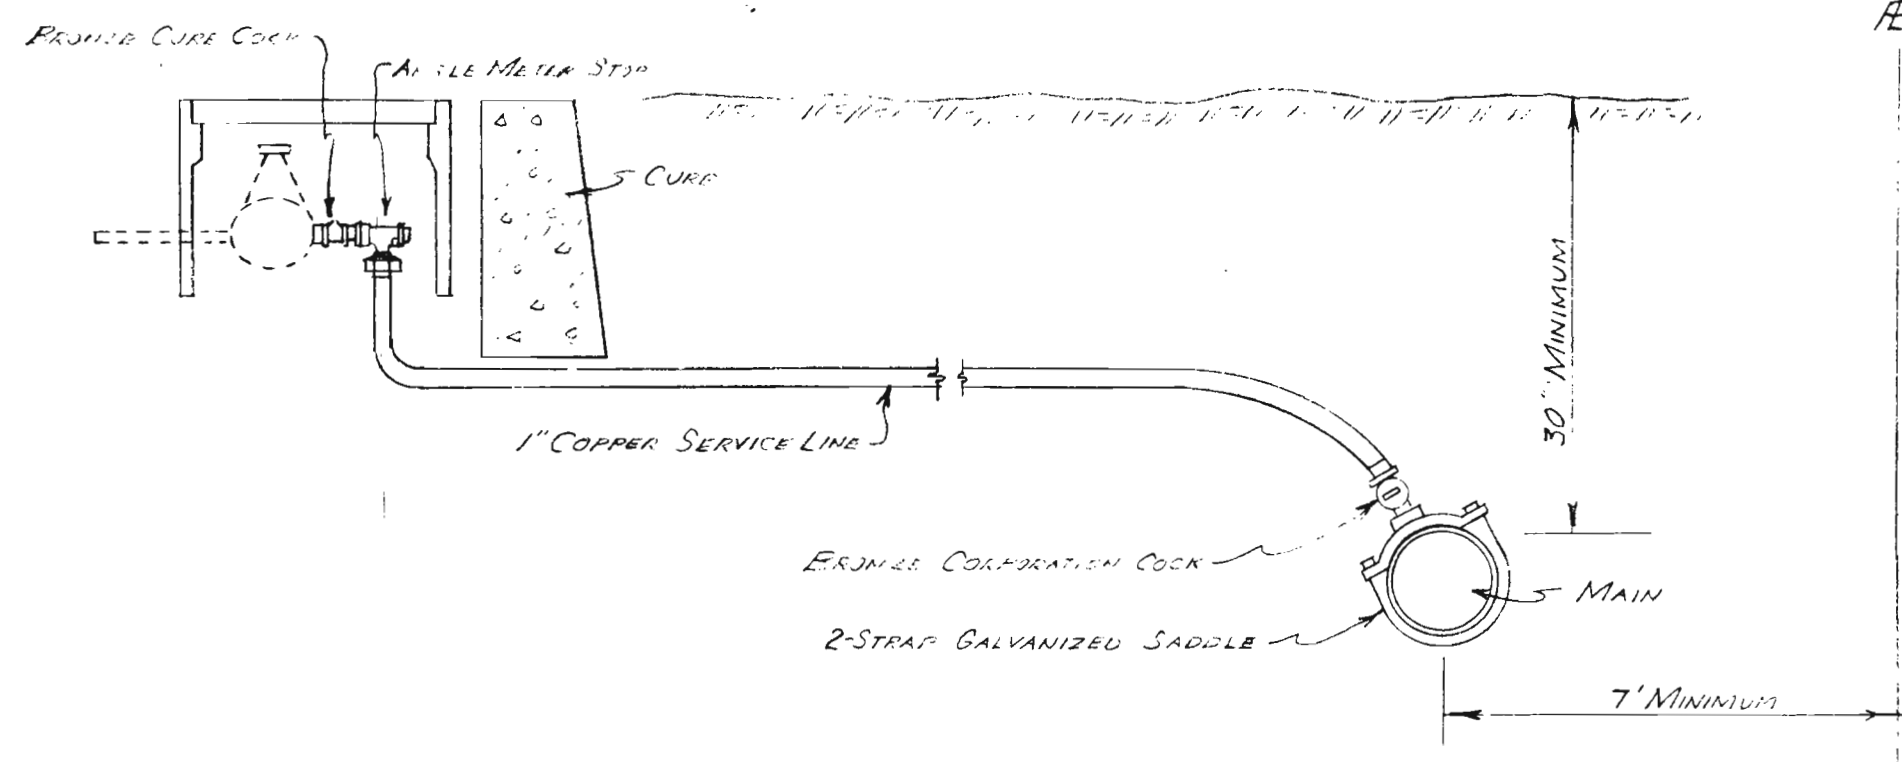 BRONZE CURB COCK
ANGLE METER STOP
CURB
30" MINIMUM
1" COPPER SERVICE LINE
BRONZE CORPORATION COCK
MAIN
2-STRAP GALVANIZED SADDLE
7' MINIMUM